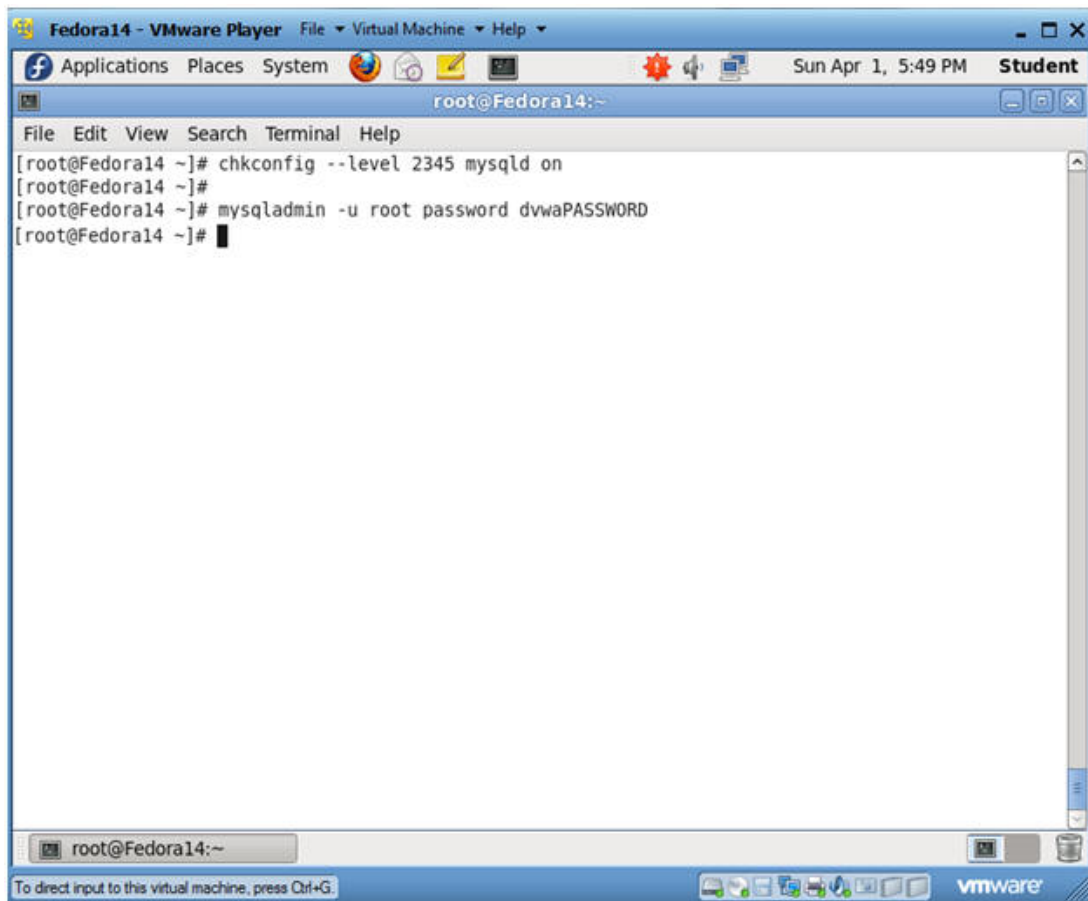 Fedora14 - VMware Player File Virtual Machine Help
Applications Places System Sun Apr 1, 5:49 PM Student
root@Fedora14:~
File Edit View Search Terminal Help
[root@Fedora14 ~]# chkconfig --level 2345 mysqld on
[root@Fedora14 ~]#
[root@Fedora14 ~]# mysqladmin -u root password dvwaPASSWORD
[root@Fedora14 ~]#
root@Fedora14:~
To direct input to this virtual machine, press Ctrl+G.
vmware